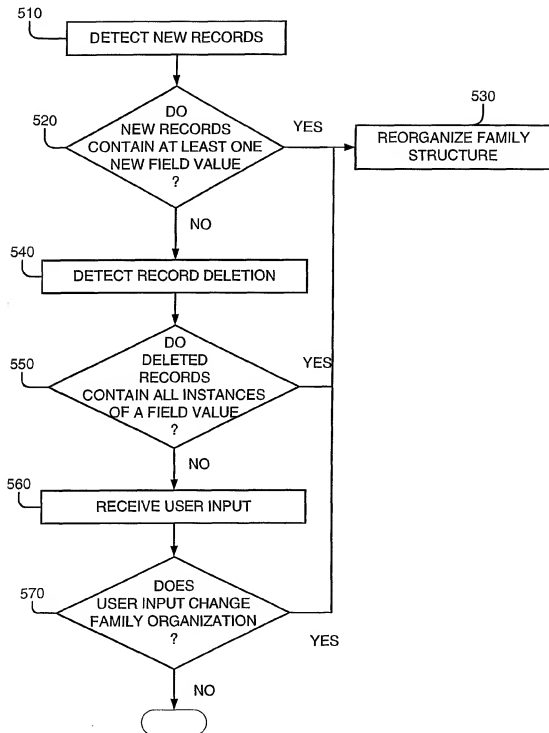 510
DETECT NEW RECORDS
520
DO
NEW RECORDS
CONTAIN AT LEAST ONE
NEW FIELD VALUE
?
YES
530
REORGANIZE FAMILY
STRUCTURE
NO
540
DETECT RECORD DELETION
550
DO
DELETED
RECORDS
CONTAIN ALL INSTANCES
OF A FIELD VALUE
?
YES
NO
560
RECEIVE USER INPUT
570
DOES
USER INPUT CHANGE
FAMILY ORGANIZATION
?
YES
NO